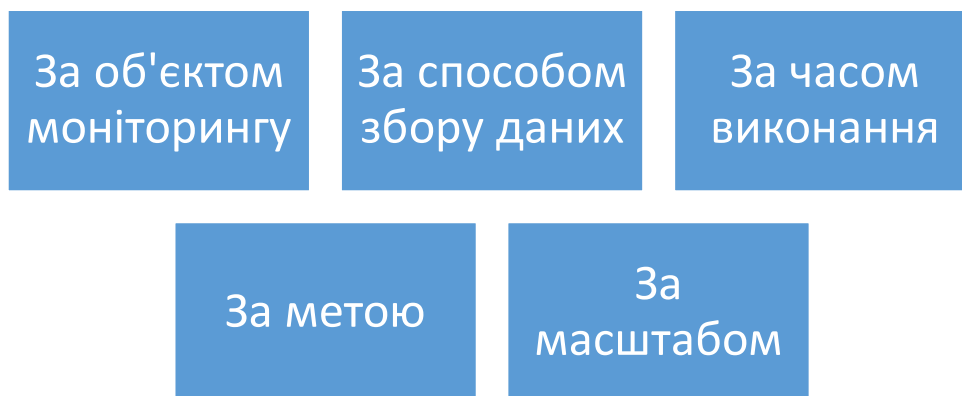 За об'єктом
моніторингу
За способом
збору даних
За часом
виконання
За метою
За
масштабом